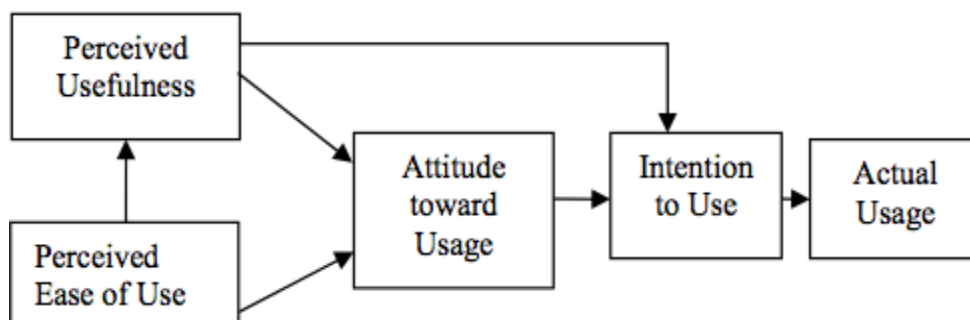 Perceived
Usefulness
Attitude
toward
Usage
Intention
to Use
Actual
Usage
Perceived
Ease of Use